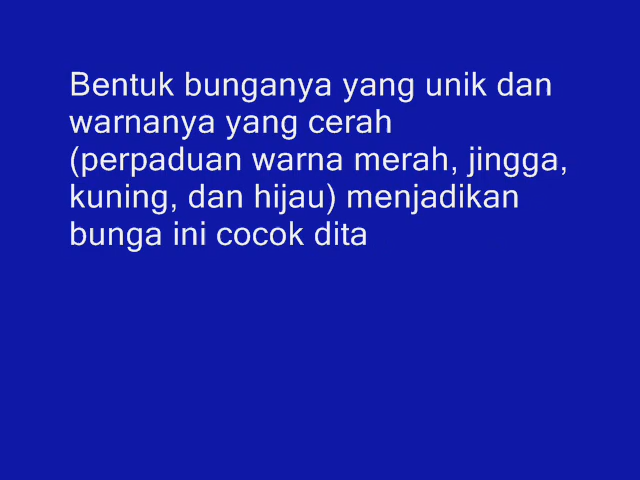 Bentuk bunganya yang unik dan
warnanya yang cerah
(perpaduan warna merah, jingga,
kuning, dan hijau) menjadikan
bunga ini cocok dita